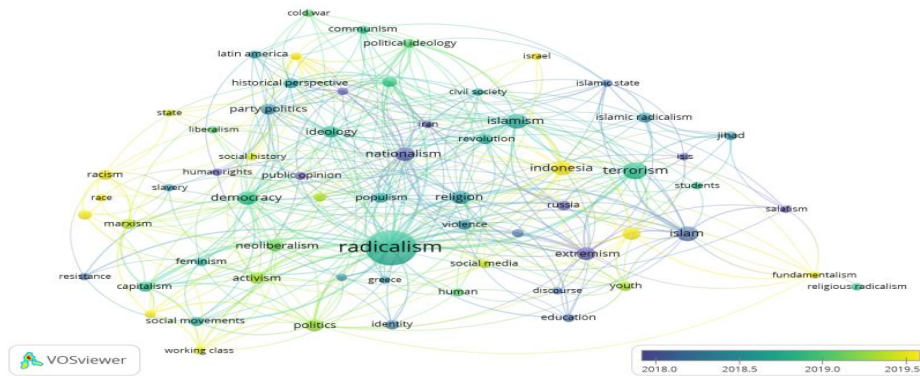 cold war
communism
political ideology
latin america
israel
historical perspective
islamic state
civil society
state
party politics
islamic radicalism
liberalism
ideology
iran
islamism
revolution
jihad
nationalism
social history
isis
racism
human rights
public opinion
indonesia
terrorism
slavery
students
race
democracy
populism
religion
russia
salafism
marxism
violence
islam
neoliberalism
radicalism
extremism
feminism
social media
resistance
activism
greece
fundamentalism
capitalism
human
discourse
youth
religious radicalism
social movements
politics
identity
education
working class
VOSviewer
2018.0 2018.5 2019.0 2019.5